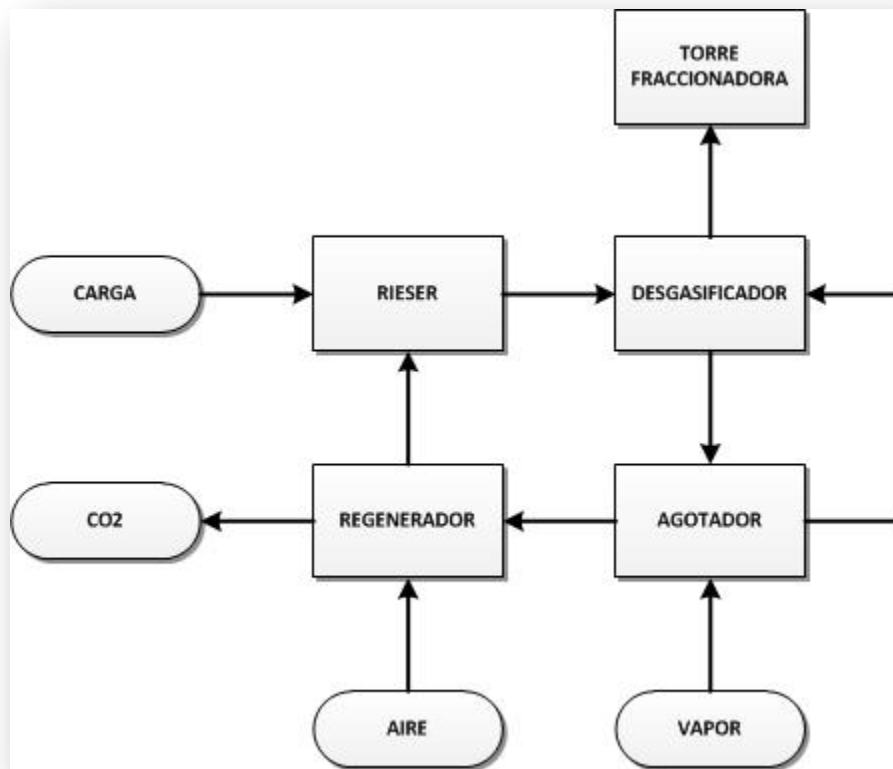 TORRE
FRACCIONADORA
CARGA
RIESER
DESGASIFICADOR
CO2
REGENERADOR
AGOTADOR
AIRE
VAPOR